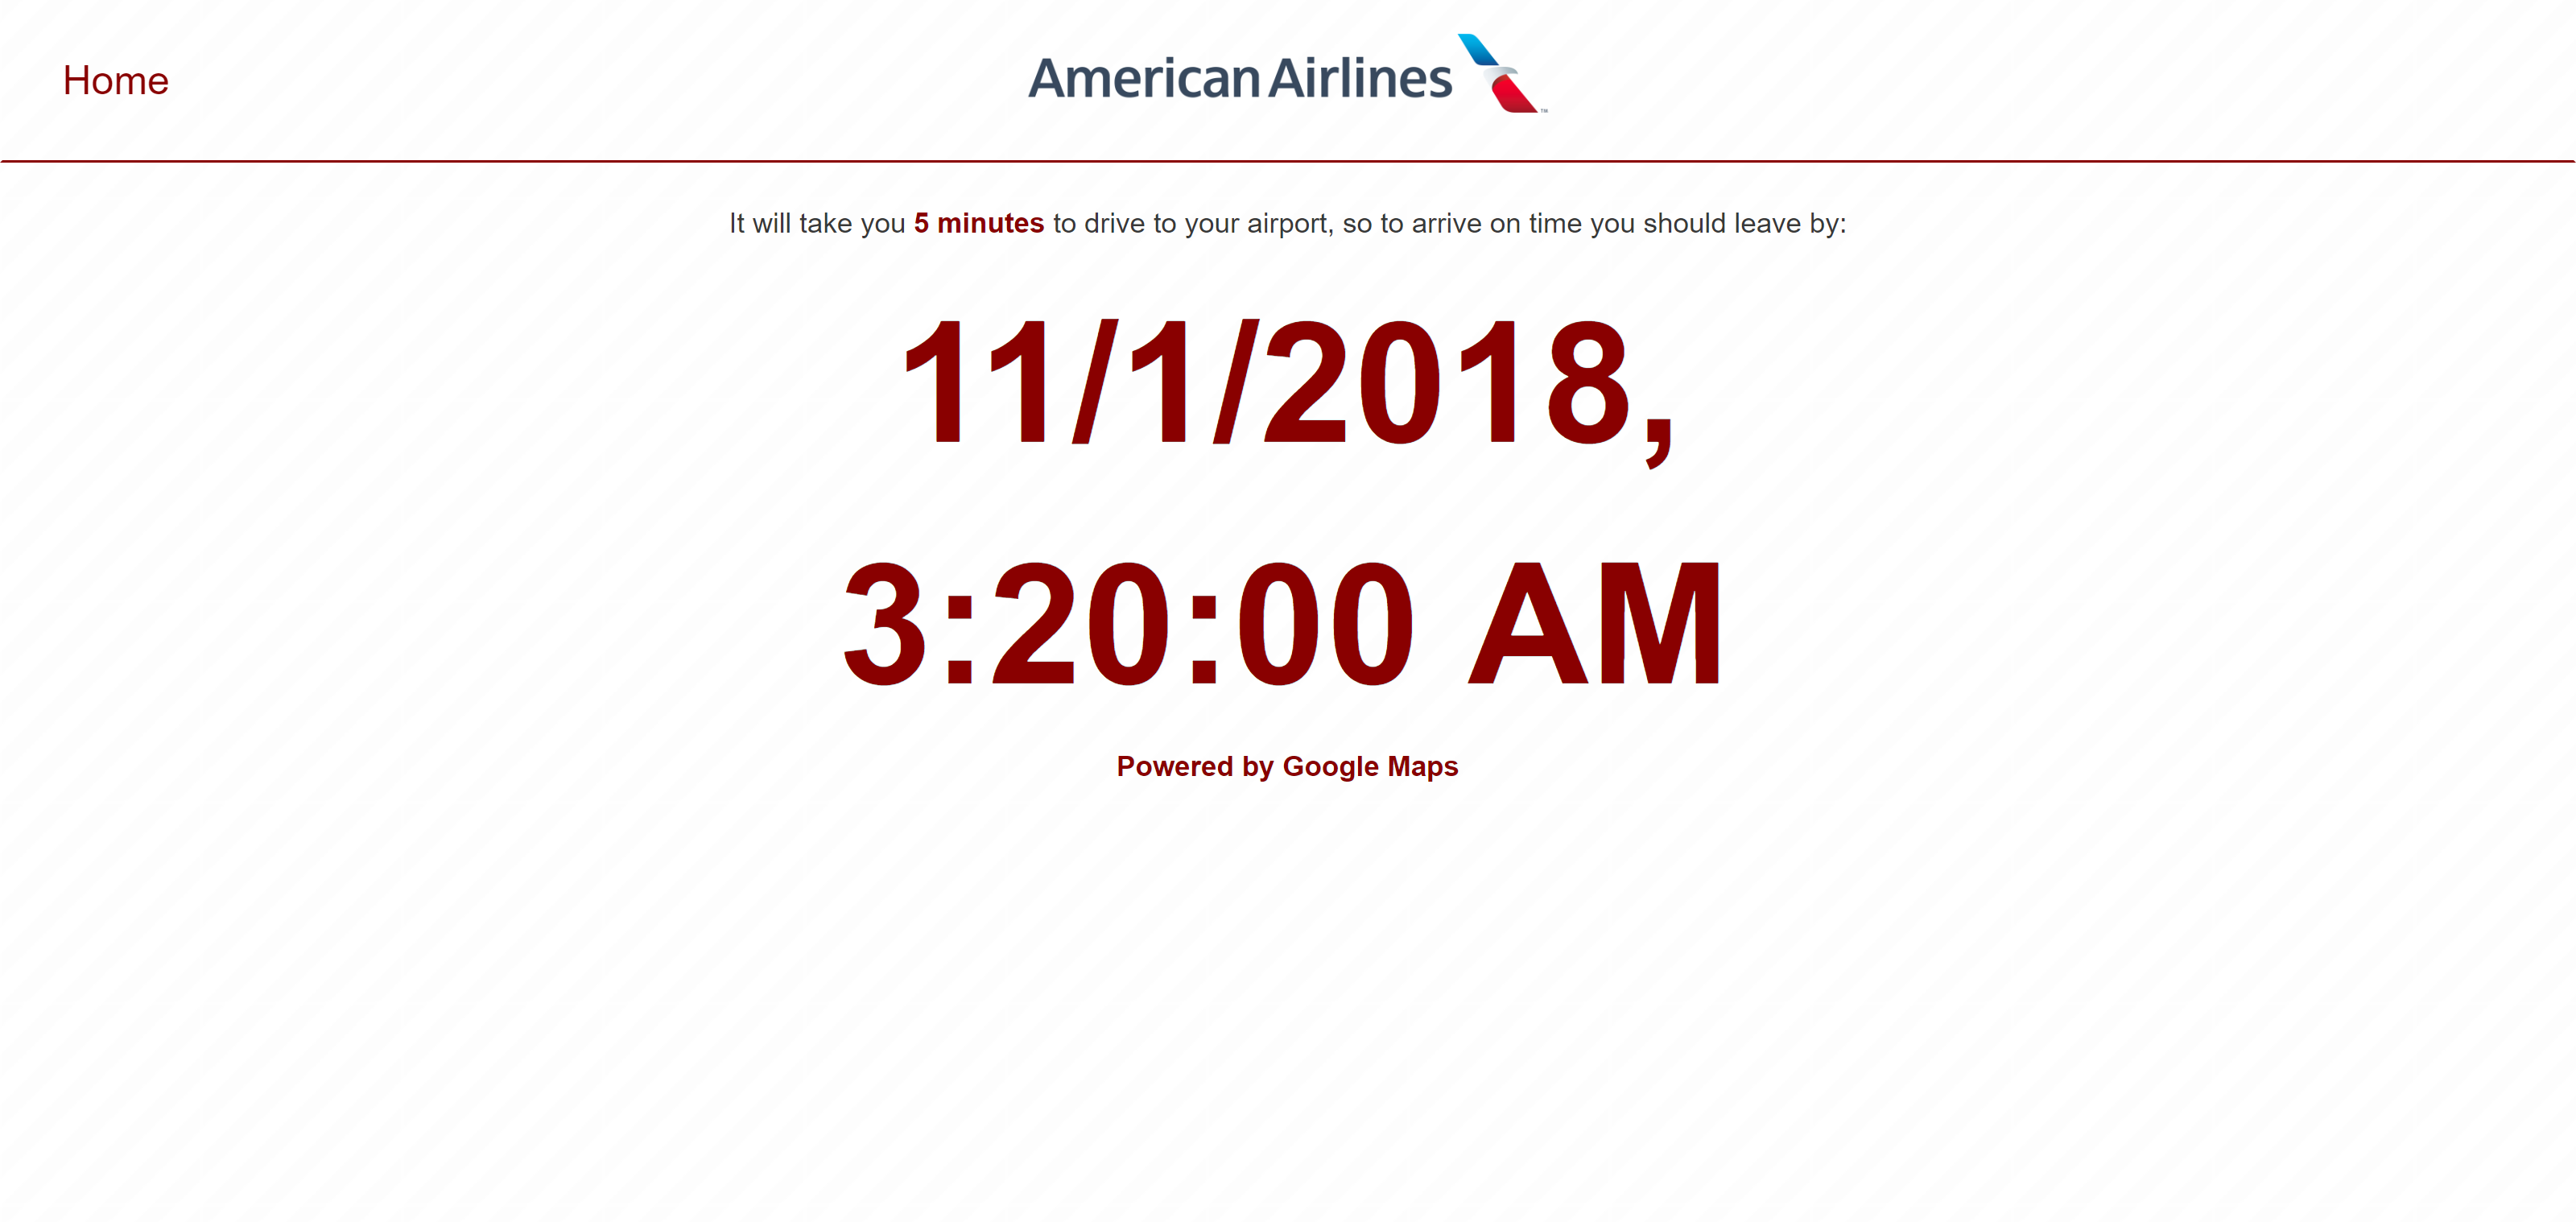 Home
American Airlines
™
It will take you 5 minutes to drive to your airport, so to arrive on time you should leave by:
11/1/2018,
3:20:00 AM
Powered by Google Maps